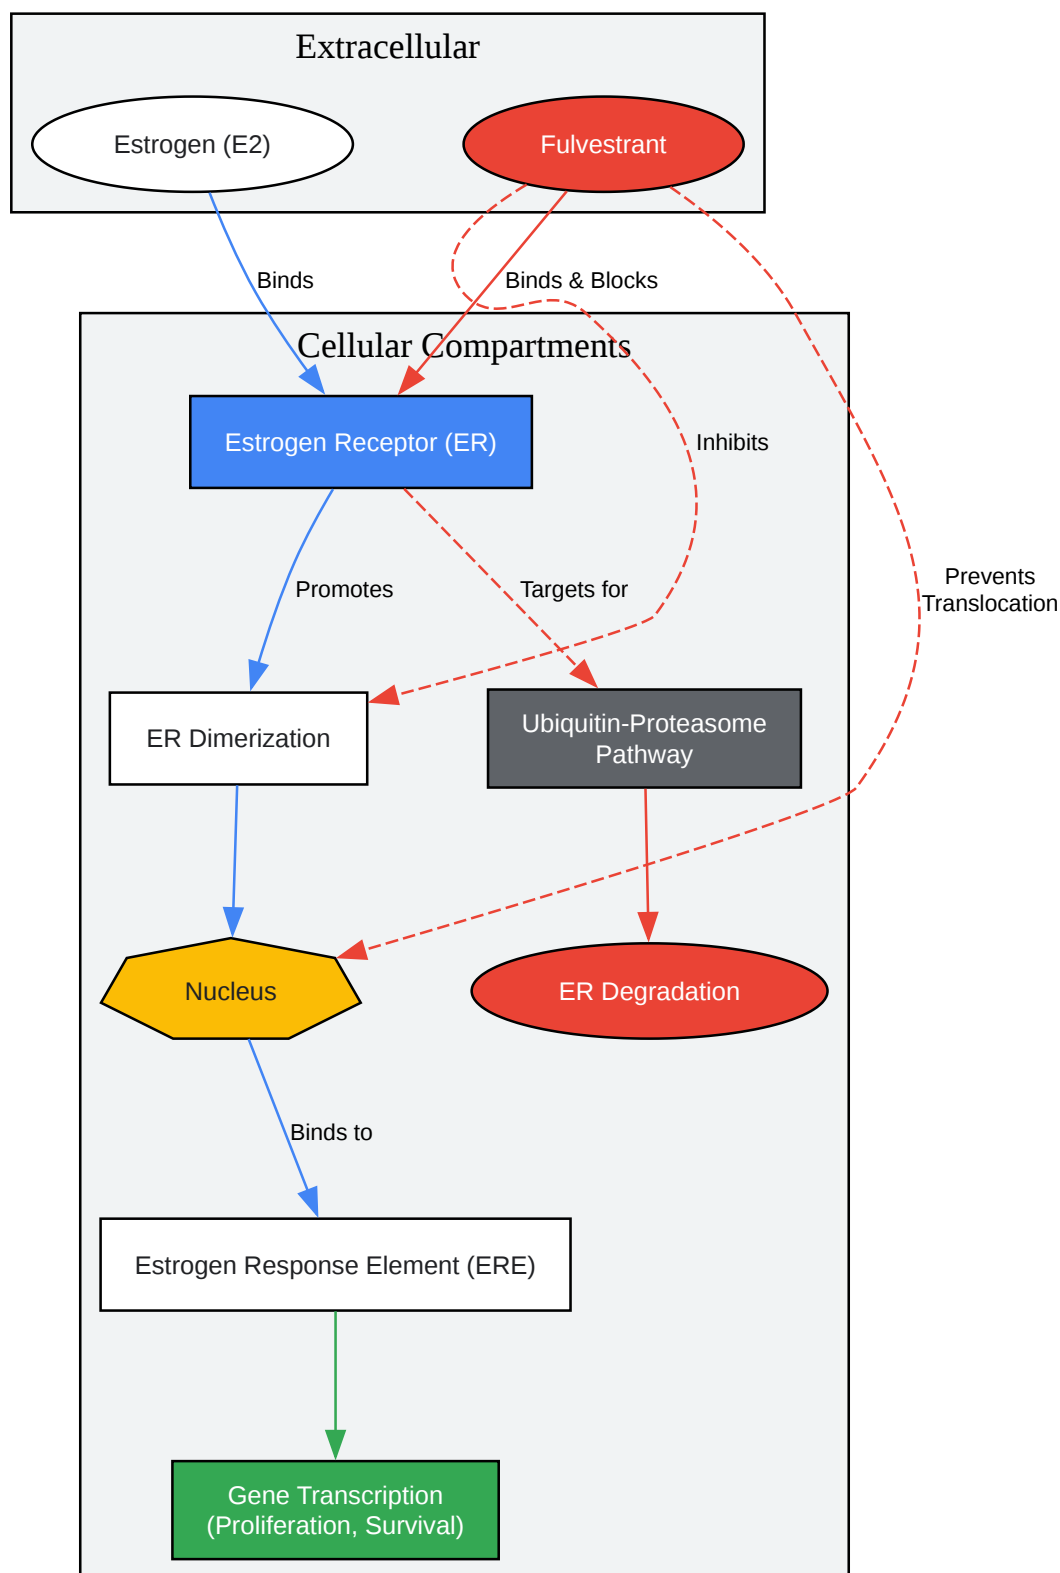 Extracellular
Estrogen (E2)
Fulvestrant
Binds
Binds & Blocks
Cellular Compartments
Estrogen Receptor (ER)
Inhibits
Promotes
Targets for
Prevents
Translocation
ER Dimerization
Ubiquitin-Proteasome
Pathway
Nucleus
ER Degradation
Binds to
Estrogen Response Element (ERE)
Gene Transcription
(Proliferation, Survival)